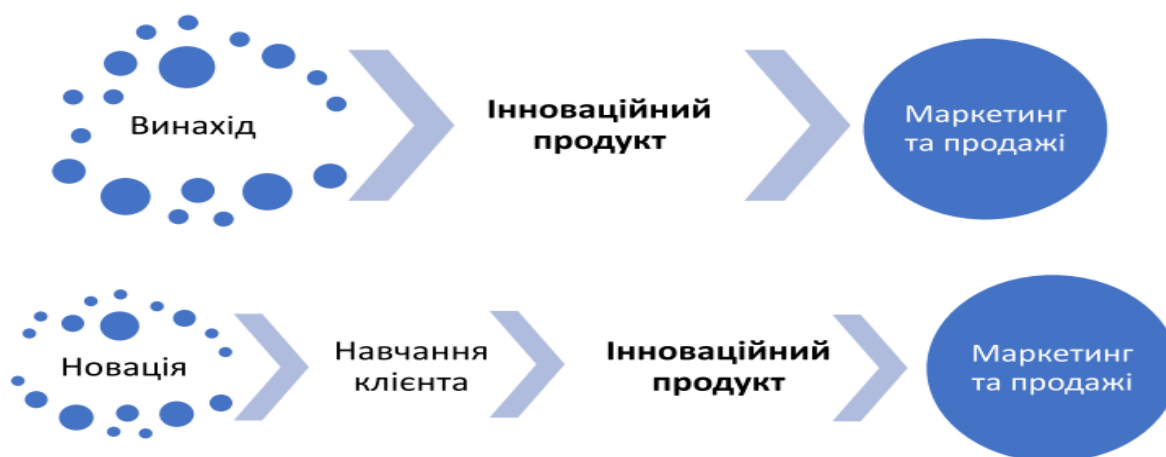 Винахід
Інноваційний
продукт
Маркетинг
та продажі
Новація
Навчання
клієнта
Інноваційний
продукт
Маркетинг
та продажі